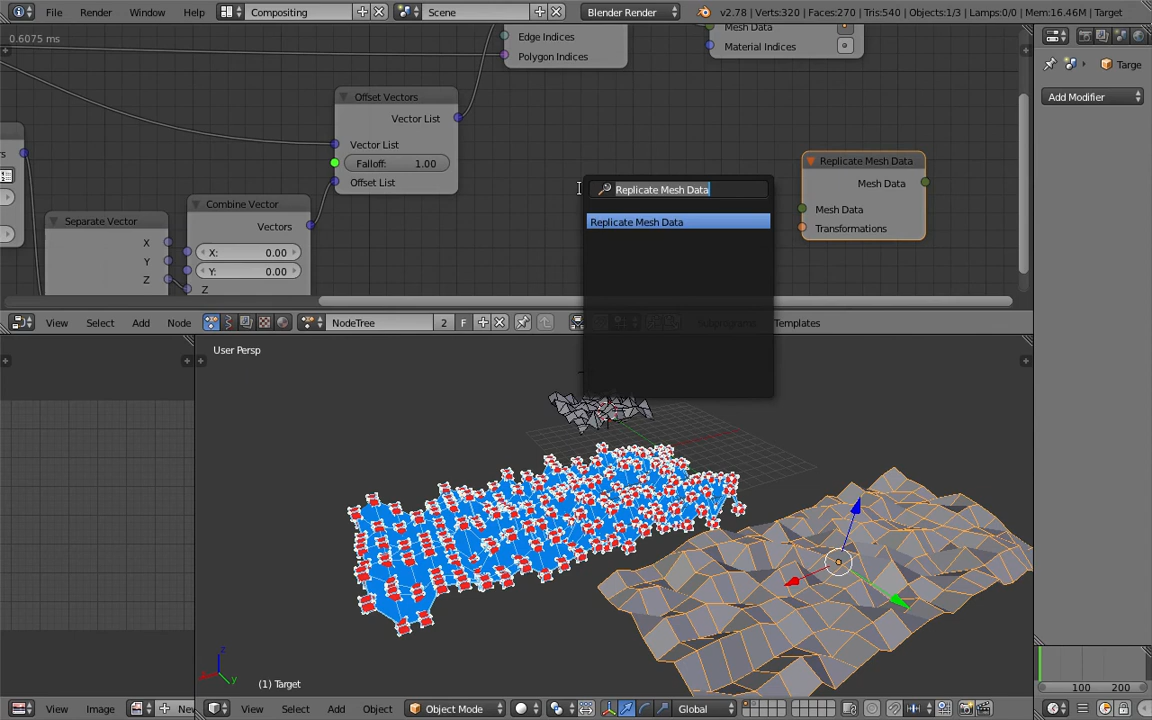 File
Render
Window
Help
Compositing
Scene
Blender Render
v2.78 | Verts:320 | Faces:270 | Tris:540 | Objects:1/3 | Lamps:0/0 | Mem:16.46M | Target
0.6075 ms
Edge Indices
Polygon Indices
Mesh Data
Material Indices
Targe
Add Modifier
Offset Vectors
Vector List
Vector List
Falloff: 1.00
Offset List
Separate Vector
X
Y
Z
Combine Vector
Vectors
X: 0.00
Y: 0.00
Z
Replicate Mesh Data
Replicate Mesh Data
Replicate Mesh Data
Mesh Data
Mesh Data
Transformations
View
Select
Add
Node
NodeTree
2
F
Subprograms
Templates
User Persp
(1) Target
100
200
View
Image
New
View
Select
Add
Object
Object Mode
Global